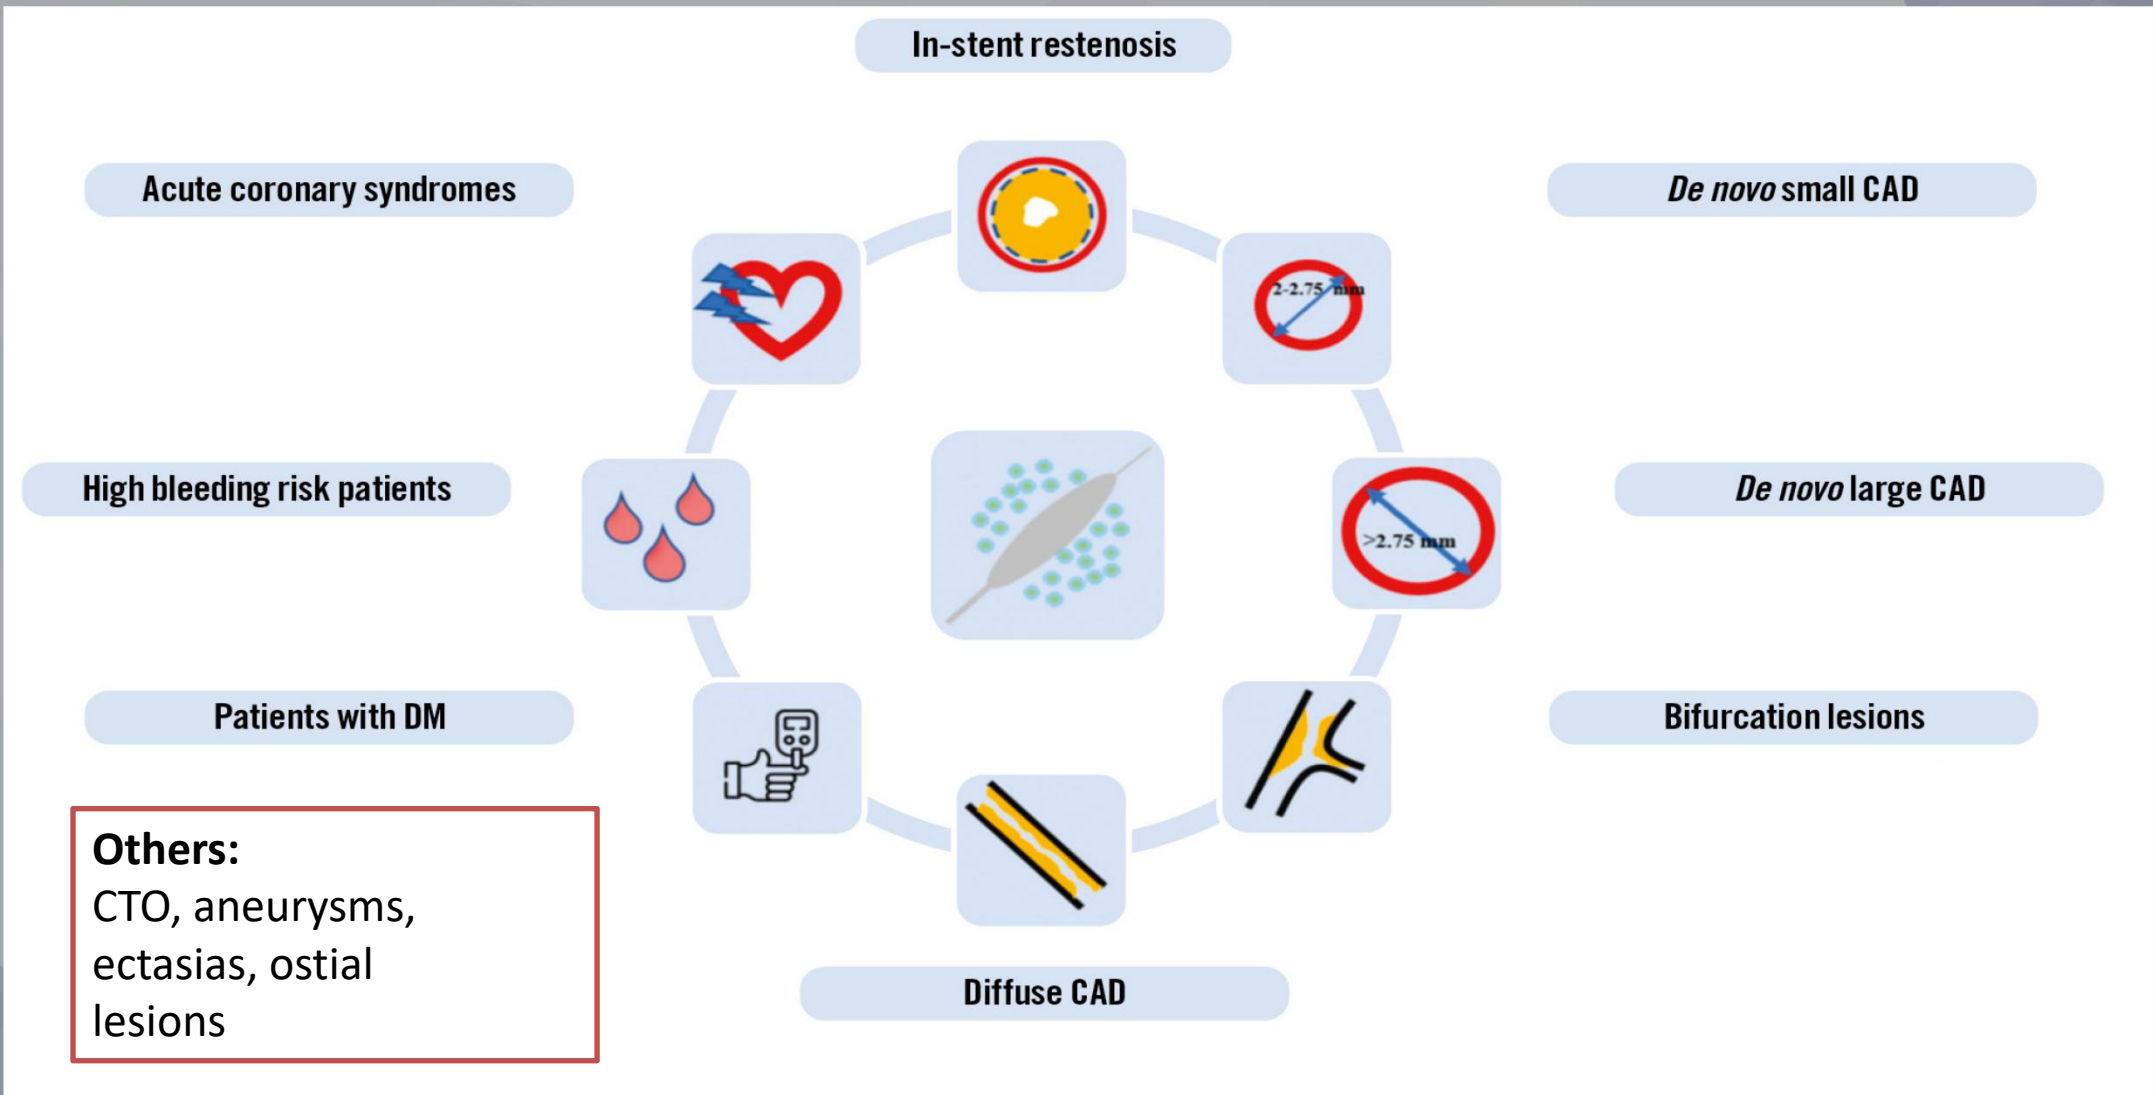 In-stent restenosis
Acute coronary syndromes
De novo small CAD
2-2.75 mm
High bleeding risk patients
De novo large CAD
>2.75 mm
Patients with DM
Bifurcation lesions
Others:
CTO, aneurysms,
ectasias, ostial
lesions
Diffuse CAD